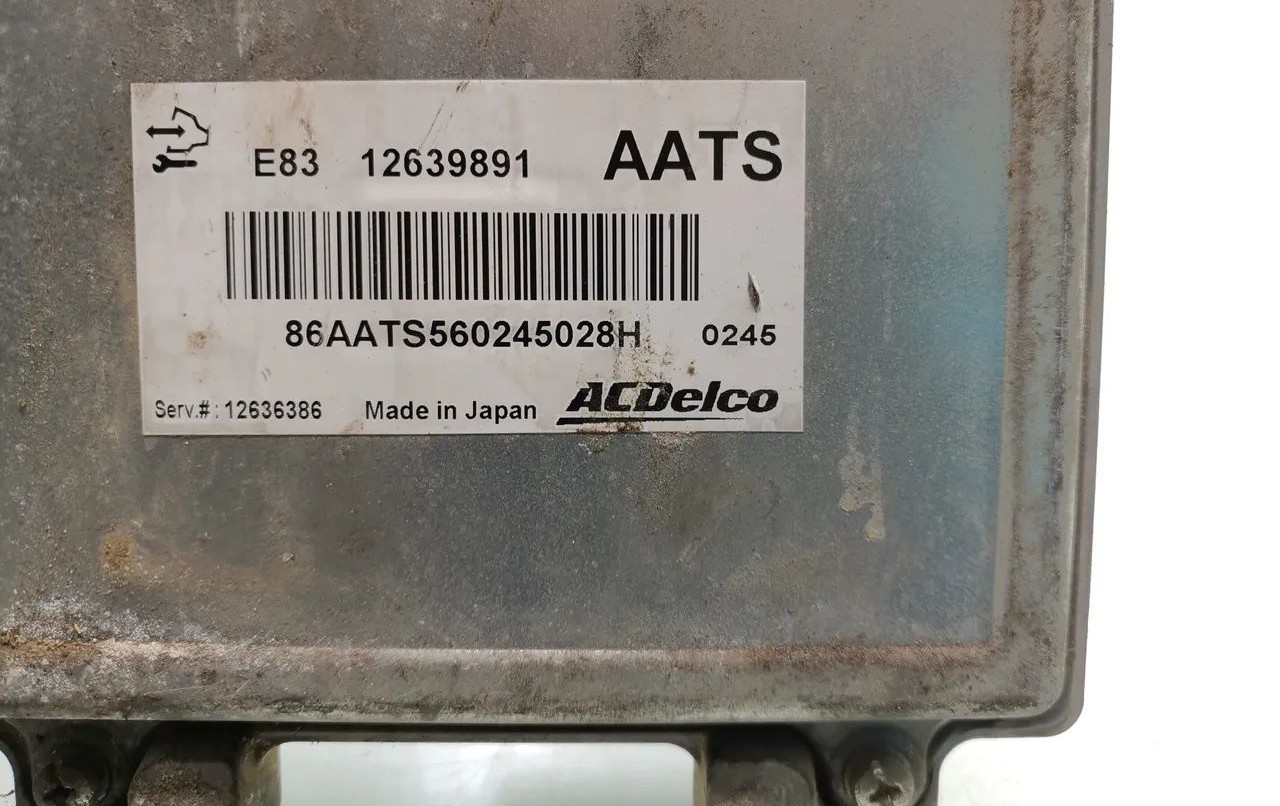 E83 12639891 AATS
86AATS560245028H 0245
Serv.#: 12636386 Made in Japan ACDelco